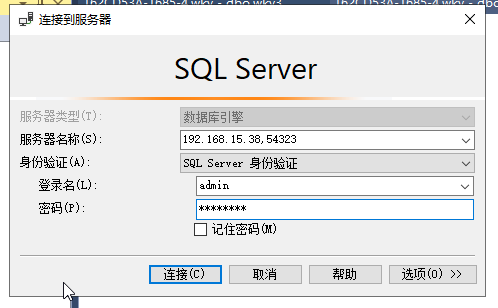 连接到服务器
SQL Server
服务器类型(T): 数据库引擎
服务器名称(S): 192.168.15.38,54323
身份验证(A): SQL Server 身份验证
登录名(L): admin
密码(P): ********
记住密码(M)
连接(C) 取消 帮助 选项(O) >>